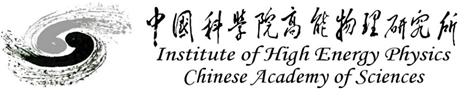 中国科学院高能物理研究所
Institute of High Energy Physics
Chinese Academy of Sciences